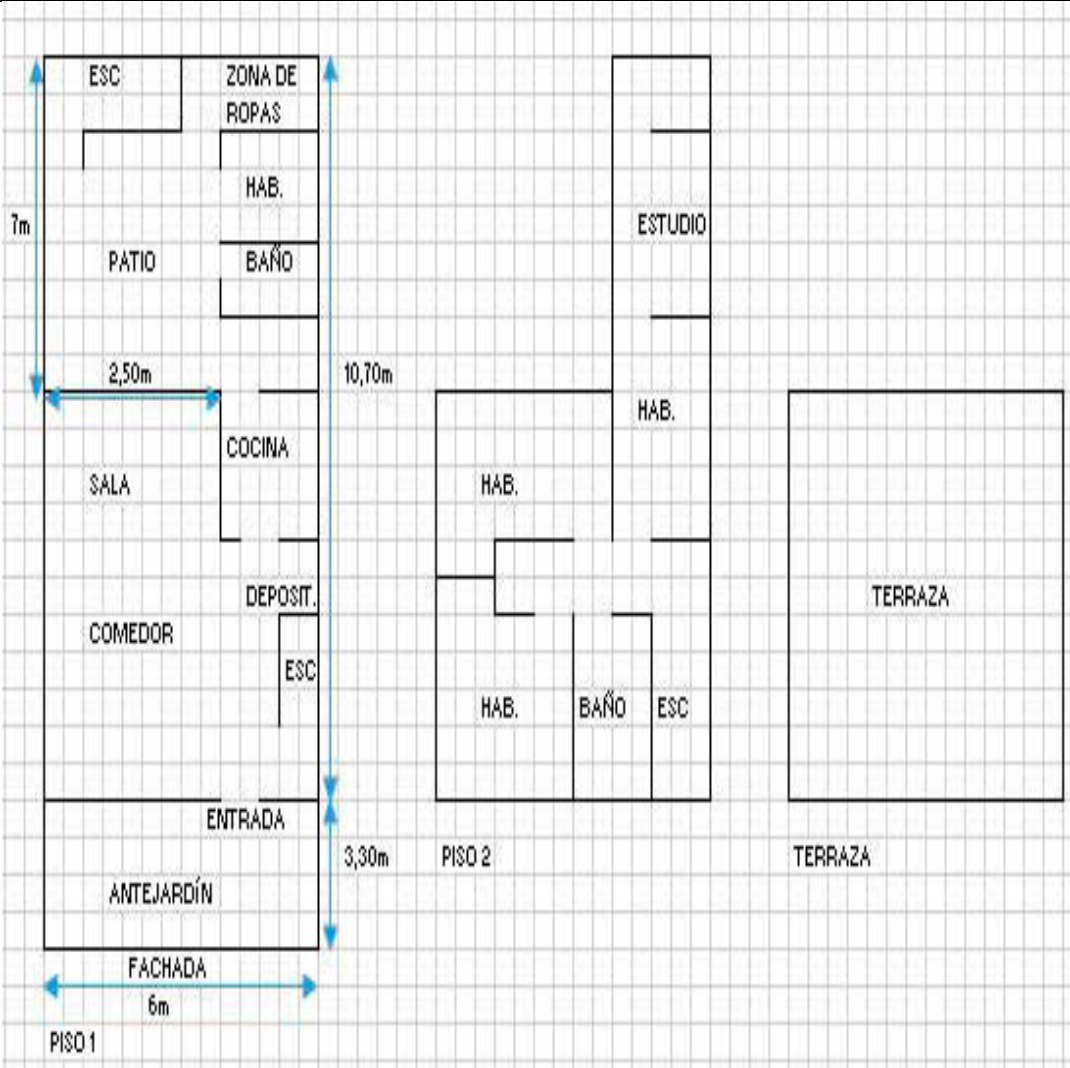 ESC
ZONA DE
ROPAS
HAB.
7m
PATIO
BAÑO
2,50m
10,70m
COCINA
SALA
DEPOSIT.
COMEDOR
ESC
ENTRADA
3,30m
ANTEJARDÍN
FACHADA
6m
PISO 1
ESTUDIO
HAB.
HAB.
HAB.
BAÑO
ESC
PISO 2
TERRAZA
TERRAZA